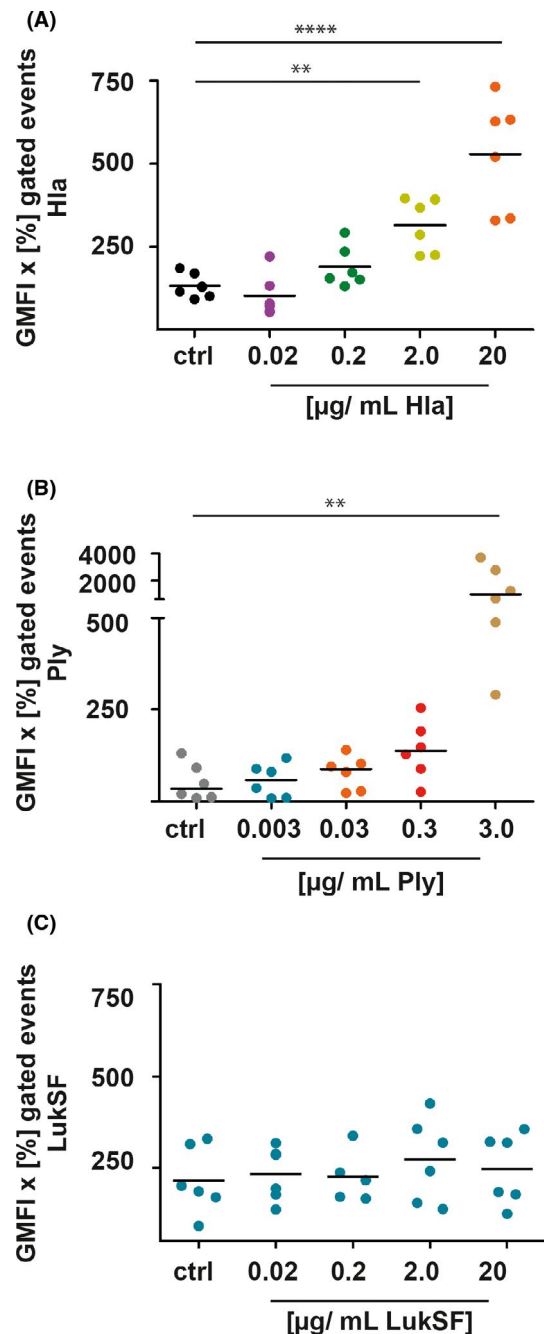 (A)
****
**
GMFI x [%] gated events
Hla
750
500
250
ctrl 0.02 0.2 2.0 20
[µg/ mL Hla]
(B)
**
GMFI x [%] gated events
Ply
4000
2000
500
250
ctrl 0.003 0.03 0.3 3.0
[µg/ mL Ply]
(C)
GMFI x [%] gated events
LukSF
750
500
250
ctrl 0.02 0.2 2.0 20
[µg/ mL LukSF]